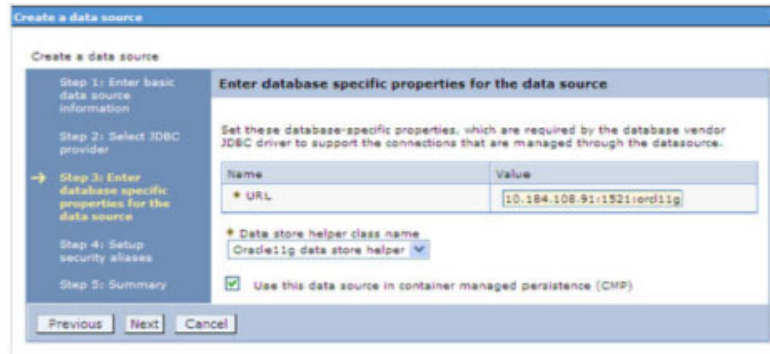 Create a data source
Create a data source
Step 1: Enter basic
data source
information
Step 2: Select JDBC
provider
Step 3: Enter
database specific
properties for the
data source
Step 4: Setup
security aliases
Step 5: Summary
Enter database specific properties for the data source
Set these database-specific properties, which are required by the database vendor
JDBC driver to support the connections that are managed through the datasource.
Name Value
URL 10.184.108.91:1521:orcl11g
Data store helper class name
Oracle11g data store helper
Use this data source in container managed persistence (CMP)
Previous Next Cancel